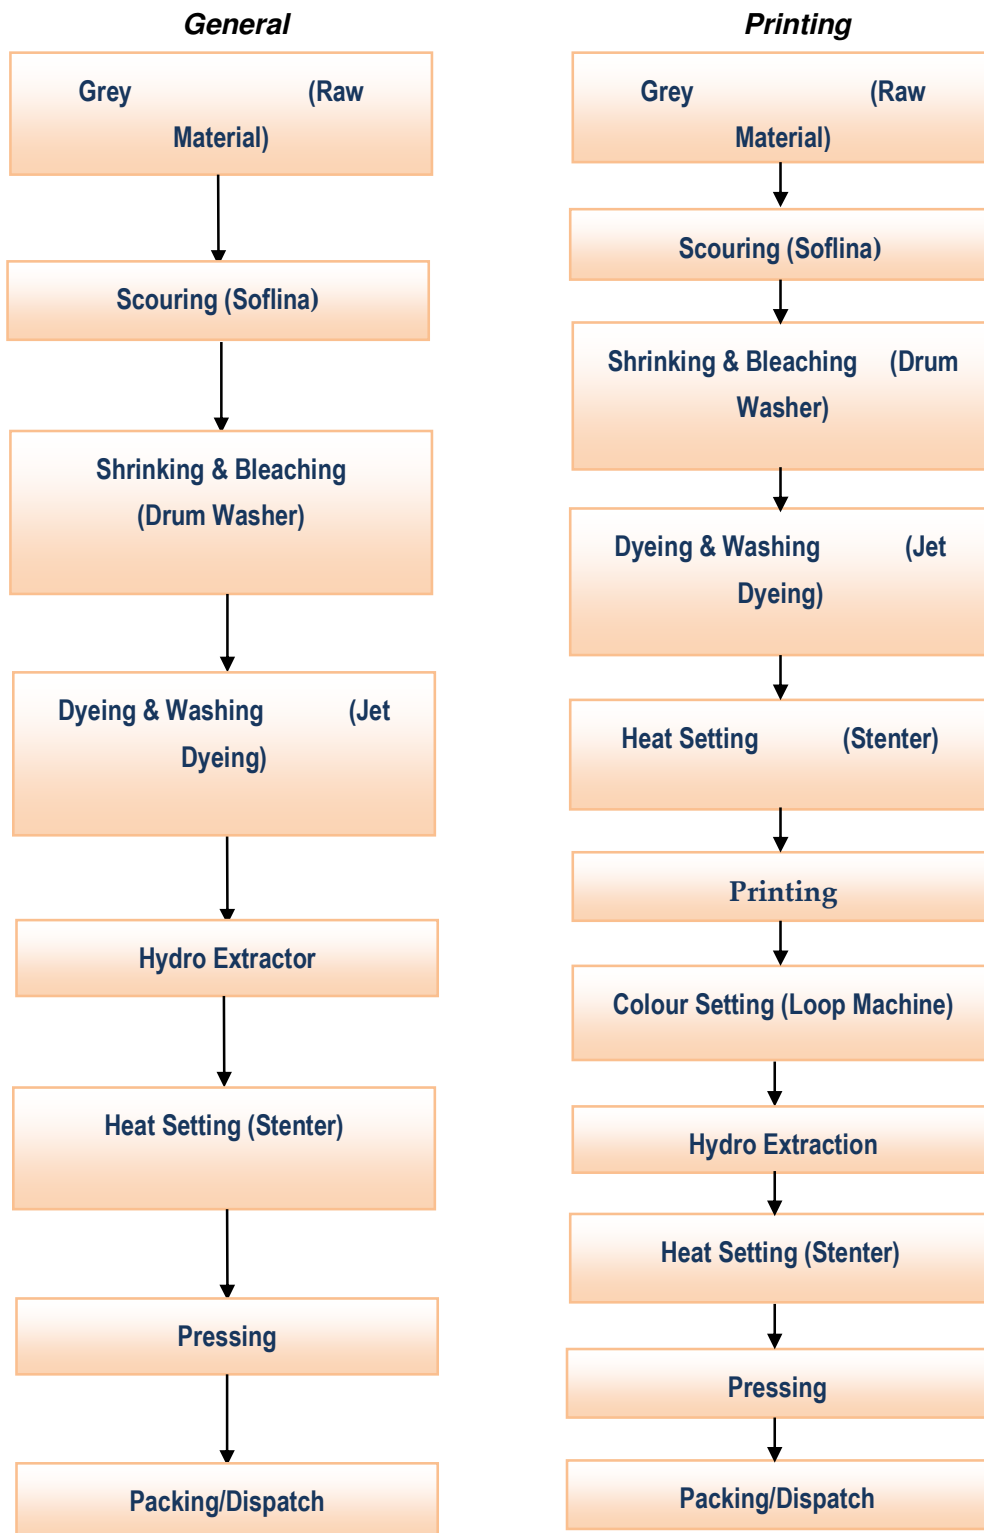 General
Grey (Raw
Material)
Scouring (Soflina)
Shrinking & Bleaching
(Drum Washer)
Dyeing & Washing (Jet
Dyeing)
Hydro Extractor
Heat Setting (Stenter)
Pressing
Packing/Dispatch
Printing
Grey (Raw
Material)
Scouring (Soflina)
Shrinking & Bleaching (Drum
Washer)
Dyeing & Washing (Jet
Dyeing)
Heat Setting (Stenter)
Printing
Colour Setting (Loop Machine)
Hydro Extraction
Heat Setting (Stenter)
Pressing
Packing/Dispatch